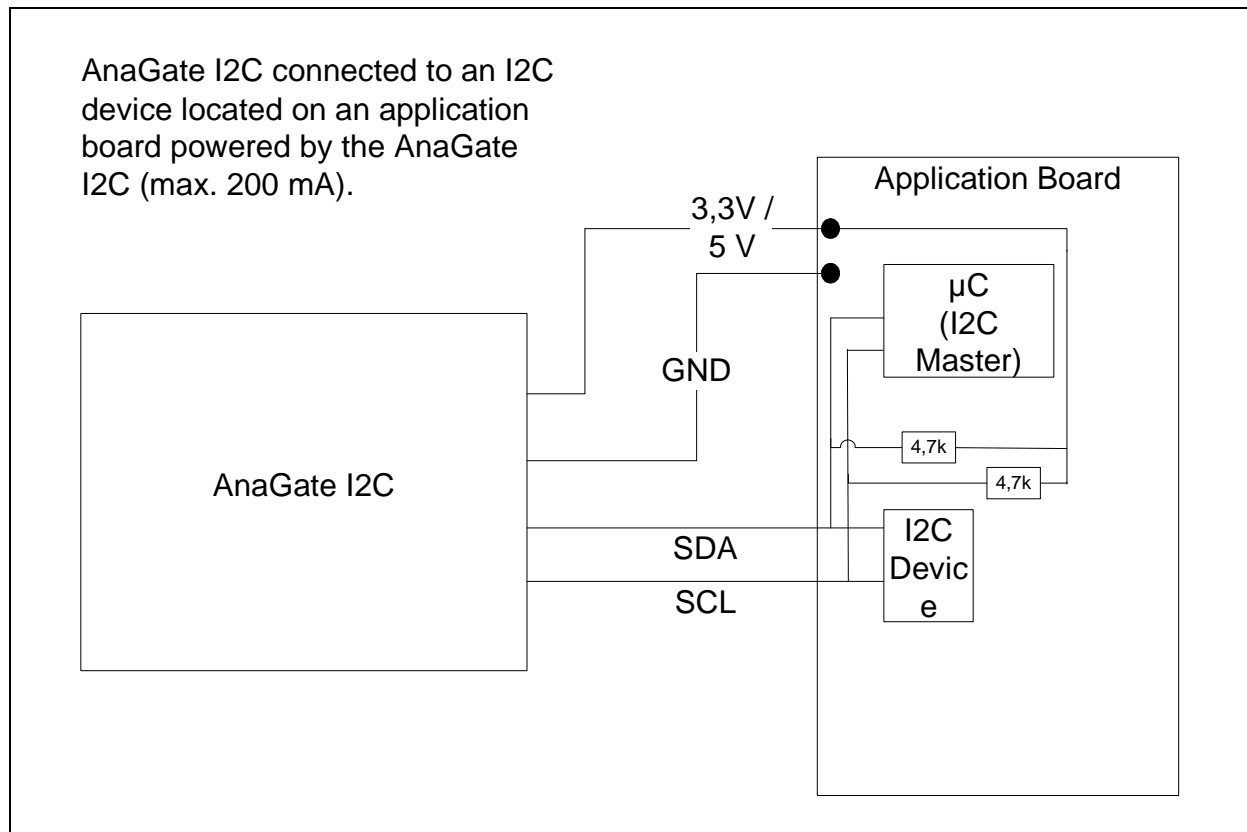 AnaGate I2C connected to an I2C
device located on an application
board powered by the AnaGate
I2C (max. 200 mA).
Application Board
3,3V /
5 V
µC
(I2C
Master)
GND
4,7k
4,7k
AnaGate I2C
I2C
Devic
e
SDA
SCL